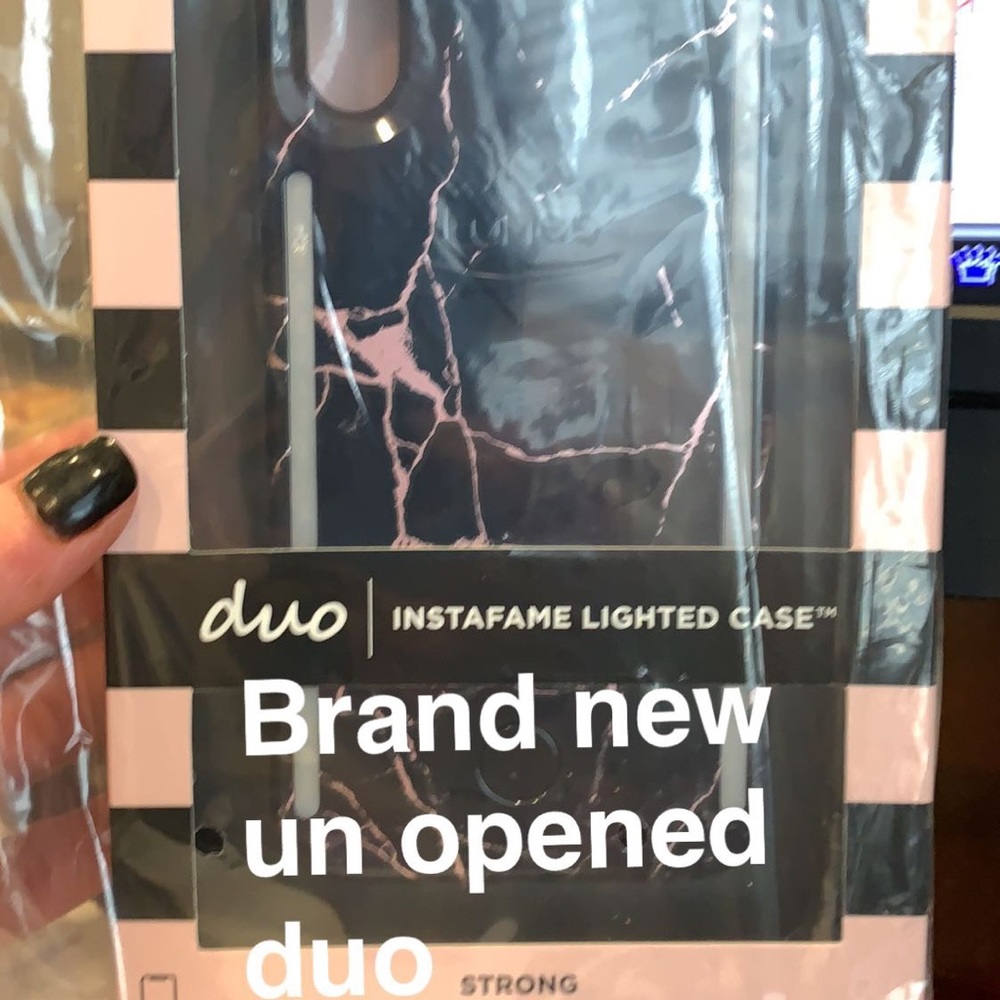 duo | INSTAFAME LIGHTED CASE™
Brand new
un opened
duo
STRONG